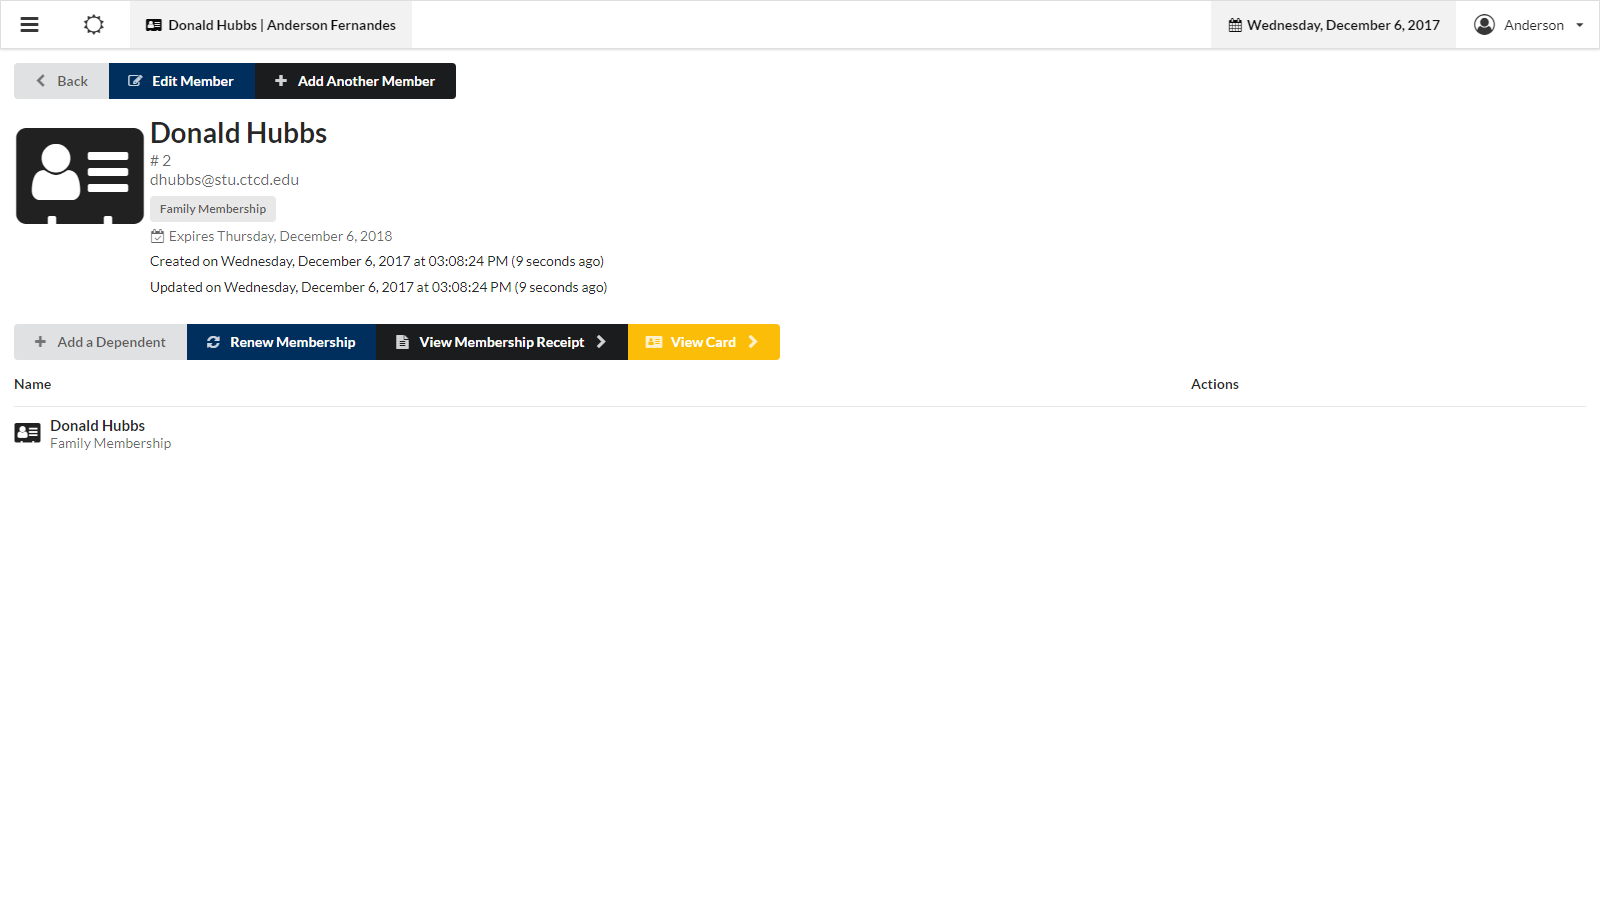 Donald Hubbs | Anderson Fernandes
Wednesday, December 6, 2017
Anderson
Back
Edit Member
Add Another Member
Donald Hubbs
# 2
dhubbs@stu.ctcd.edu
Family Membership
Expires Thursday, December 6, 2018
Created on Wednesday, December 6, 2017 at 03:08:24 PM (9 seconds ago)
Updated on Wednesday, December 6, 2017 at 03:08:24 PM (9 seconds ago)
Add a Dependent
Renew Membership
View Membership Receipt
View Card
Name
Actions
Donald Hubbs
Family Membership